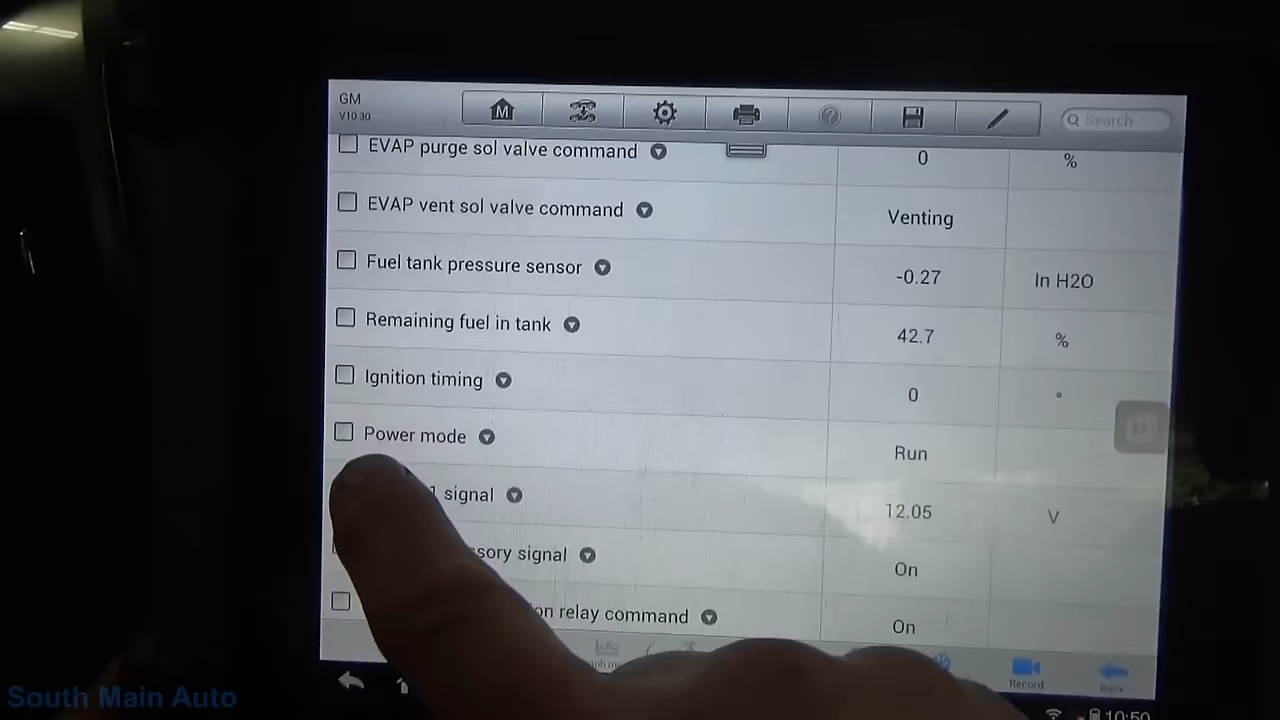 GM
V10 30
M
Search
EVAP purge sol valve command 0 %
EVAP vent sol valve command Venting
Fuel tank pressure sensor -0.27 In H2O
Remaining fuel in tank 42.7 %
Ignition timing 0 °
Power mode Run
1 signal 12.05 V
sory signal On
on relay command On
Record
Back
10:50
South Main Auto